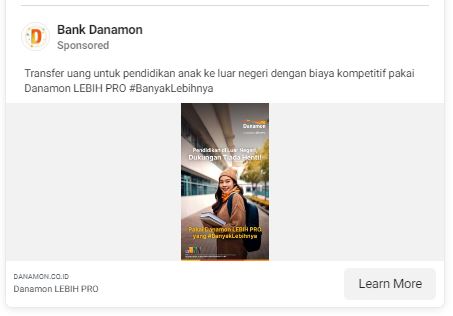 Bank Danamon
Sponsored
Transfer uang untuk pendidikan anak ke luar negeri dengan biaya kompetitif pakai
Danamon LEBIH PRO #BanyakLebihnya
Danamon
Pendidikan di Luar Negeri,
Dukungan Tiada Henti!
Pakai Danamon LEBIH PRO
yang #BanyakLebihnya
DANAMON.CO.ID
Danamon LEBIH PRO
Learn More